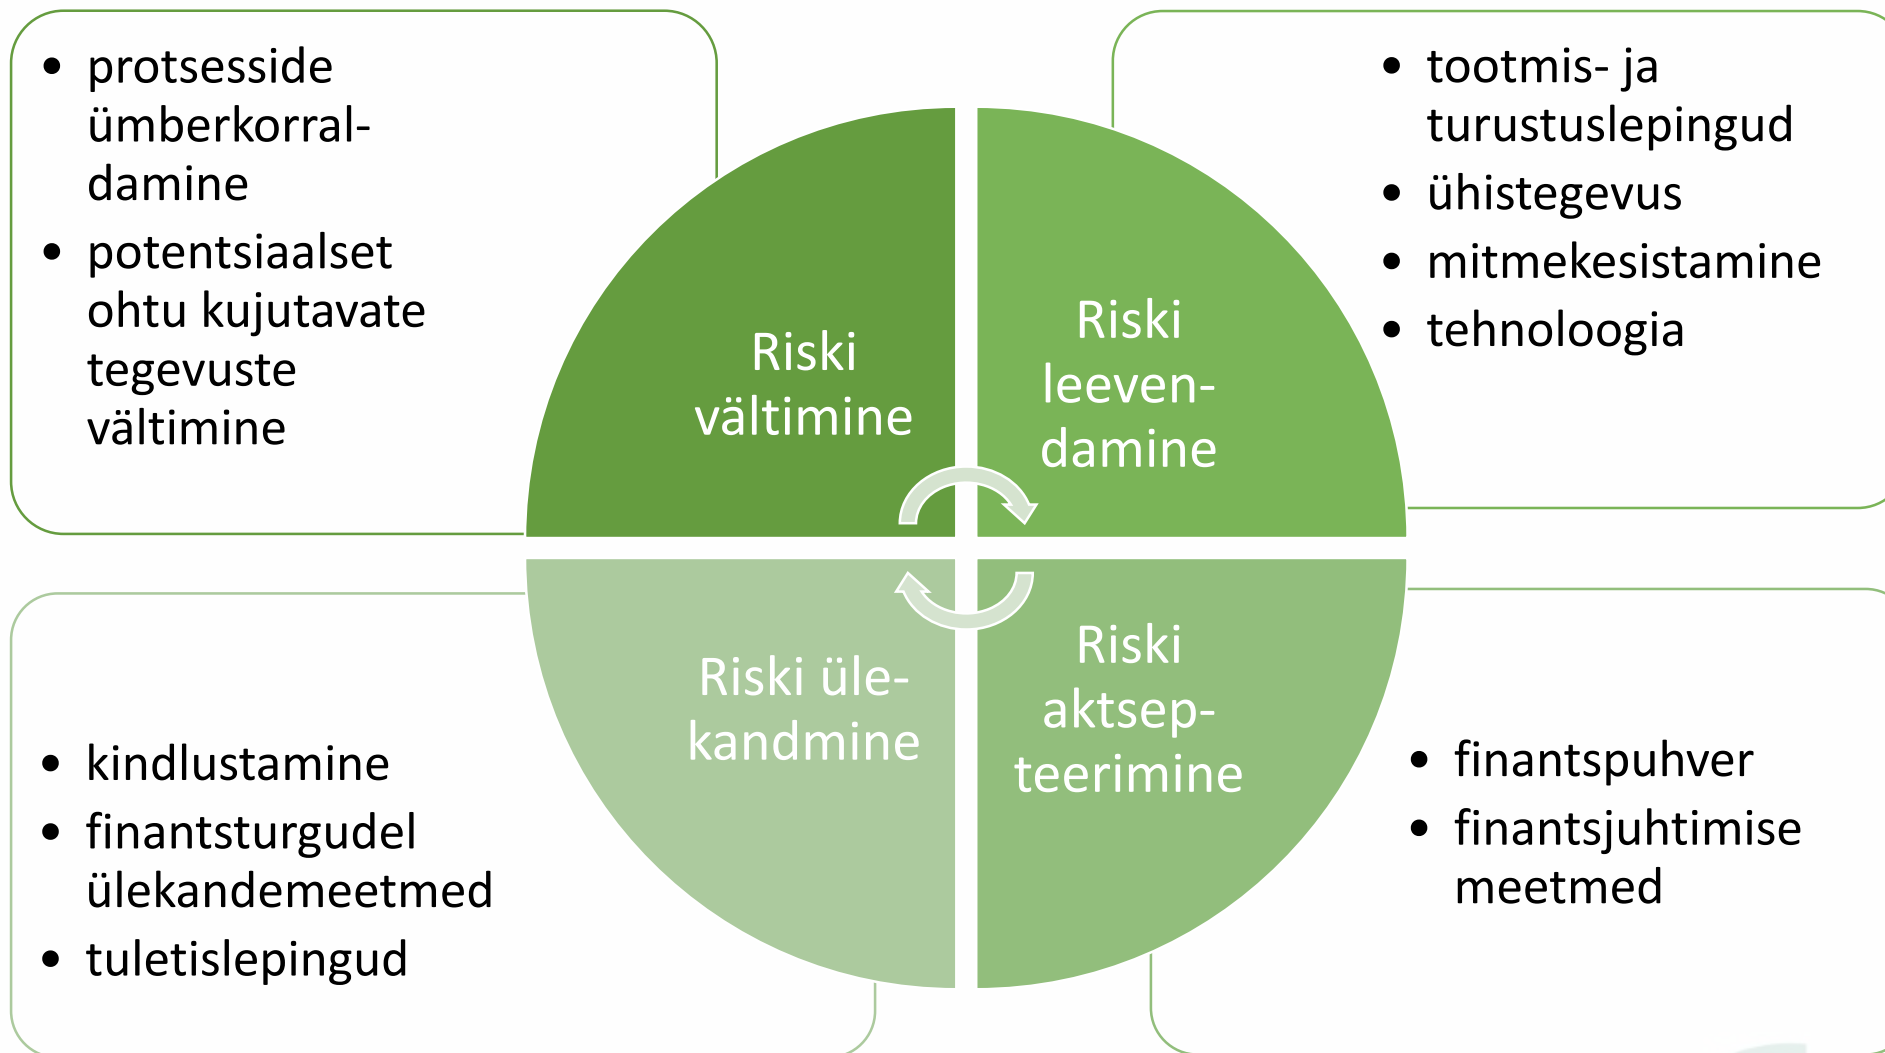 • protsesside
ümberkorral-
damine
• potentsiaalset
ohtu kujutavate
tegevuste
vältimine
Riski
vältimine
Riski
leeven-
damine
• tootmis- ja
turustuslepingud
• ühistegevus
• mitmekesistamine
• tehnoloogia
• kindlustamine
• finantsturgudel
ülekandemeetmed
• tuletislepingud
Riski üle-
kandmine
Riski
aktsep-
teerimine
• finantspuhver
• finantsjuhtimise
meetmed